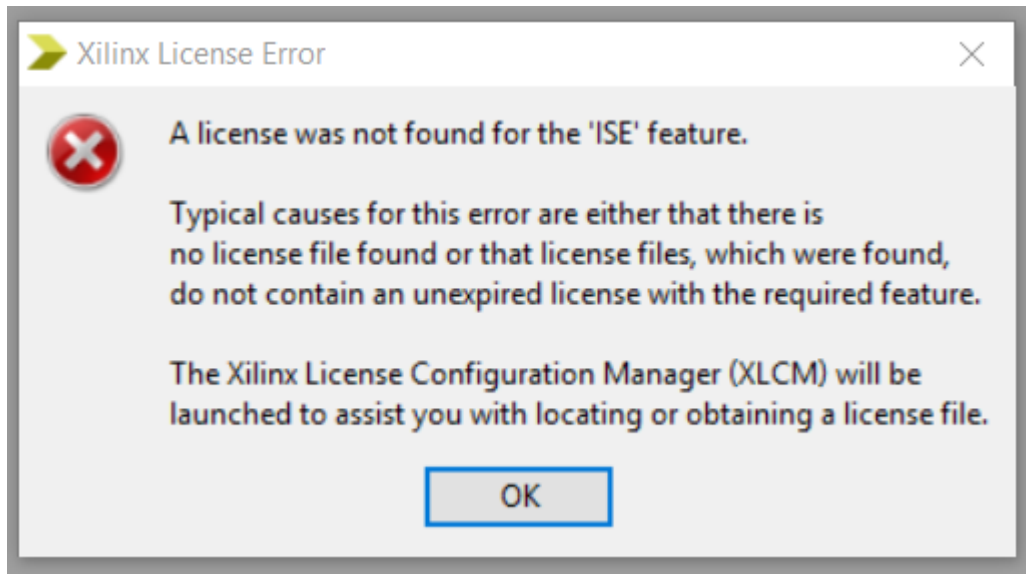 Xilinx License Error
A license was not found for the 'ISE' feature.
Typical causes for this error are either that there is
no license file found or that license files, which were found,
do not contain an unexpired license with the required feature.
The Xilinx License Configuration Manager (XLCM) will be
launched to assist you with locating or obtaining a license file.
OK